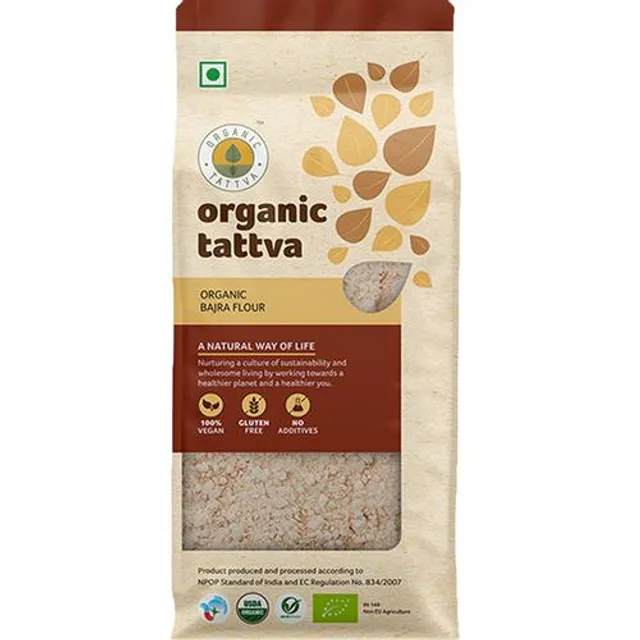 ORGANIC
TATTVA
TM
organic
tattva
ORGANIC
BAJRA FLOUR
A NATURAL WAY OF LIFE
Nurturing a culture of sustainability and
wholesome living by working towards a
healthier planet and a healthier you.
100%
VEGAN
GLUTEN
FREE
NO
ADDITIVES
Product produced and processed according to
NPOP Standard of India and EC Regulation No. 834/2007
USDA
ORGANIC
Non EU Agriculture